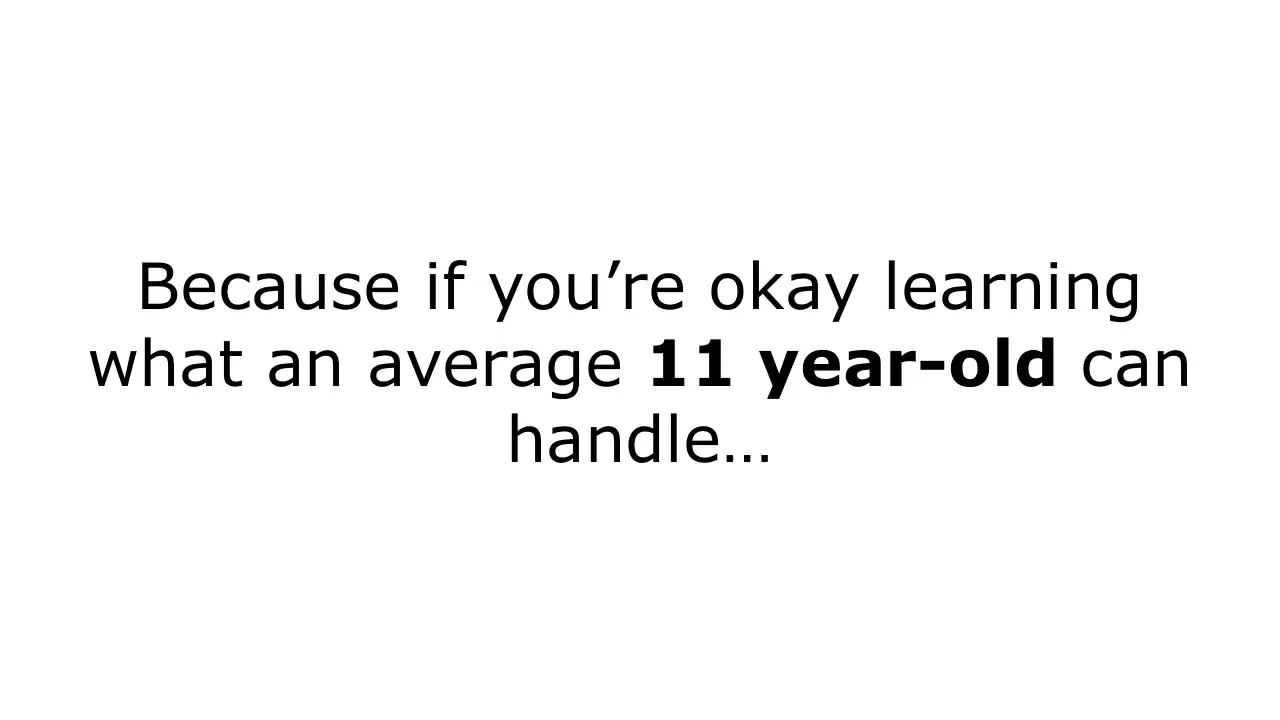 Because if you’re okay learning
what an average 11 year-old can
handle…